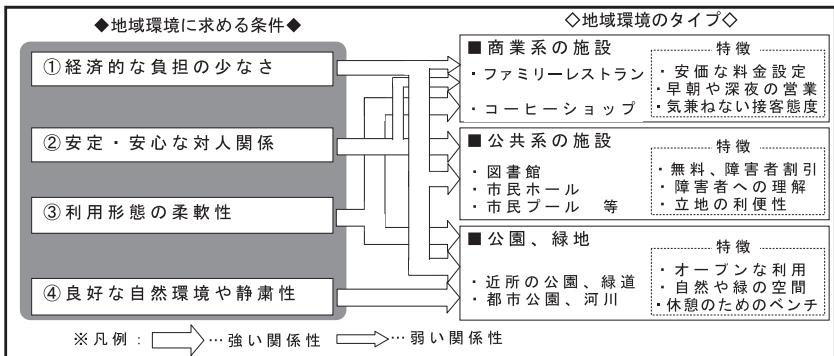 ◆地域環境に求める条件◆
①経済的な負担の少なさ
②安定・安心な対人関係
③利用形態の柔軟性
④良好な自然環境や静粛性
◇地域環境のタイプ◇
■商業系の施設
・ファミリーレストラン
・コーヒーショップ
特徴
・安価な料金設定
・早朝や深夜の営業
・気兼ねない接客態度
■公共系の施設
・図書館
・市民ホール
・市民プール 等
特徴
・無料、障害者割引
・障害者への理解
・立地の利便性
■公園、緑地
・近所の公園、緑道
・都市公園、河川
特徴
・オープンな利用
・自然や緑の空間
・休憩のためのベンチ
※凡例： …強い関係性 …弱い関係性